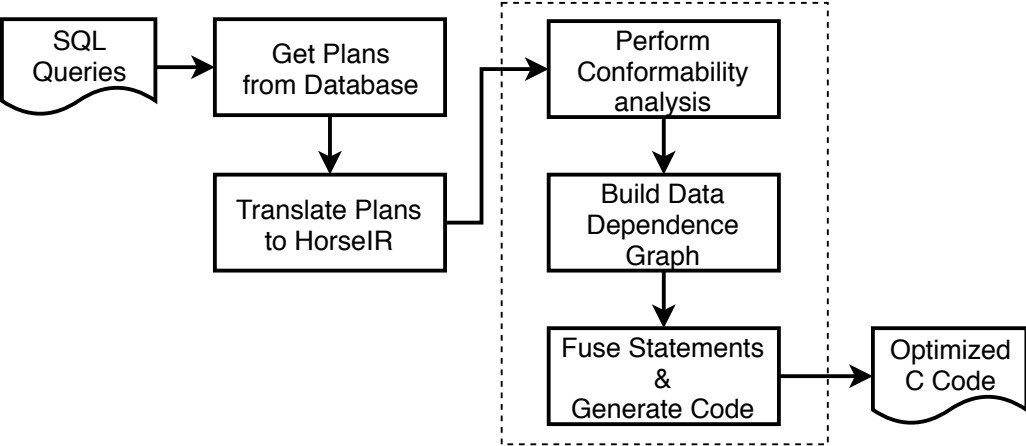 SQL
Queries
Get Plans
from Database
Translate Plans
to HorseIR
Perform
Conformability
analysis
Build Data
Dependence
Graph
Fuse Statements
&
Generate Code
Optimized
C Code